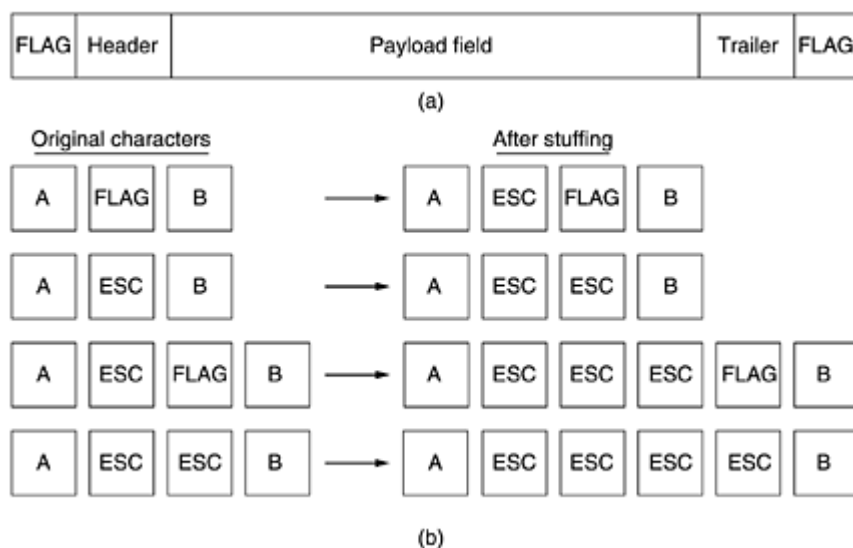 FLAG Header Payload field Trailer FLAG
(a)
Original characters After stuffing
A FLAG B A ESC FLAG B
A ESC B A ESC ESC B
A ESC FLAG B A ESC ESC ESC FLAG B
A ESC ESC B A ESC ESC ESC ESC B
(b)